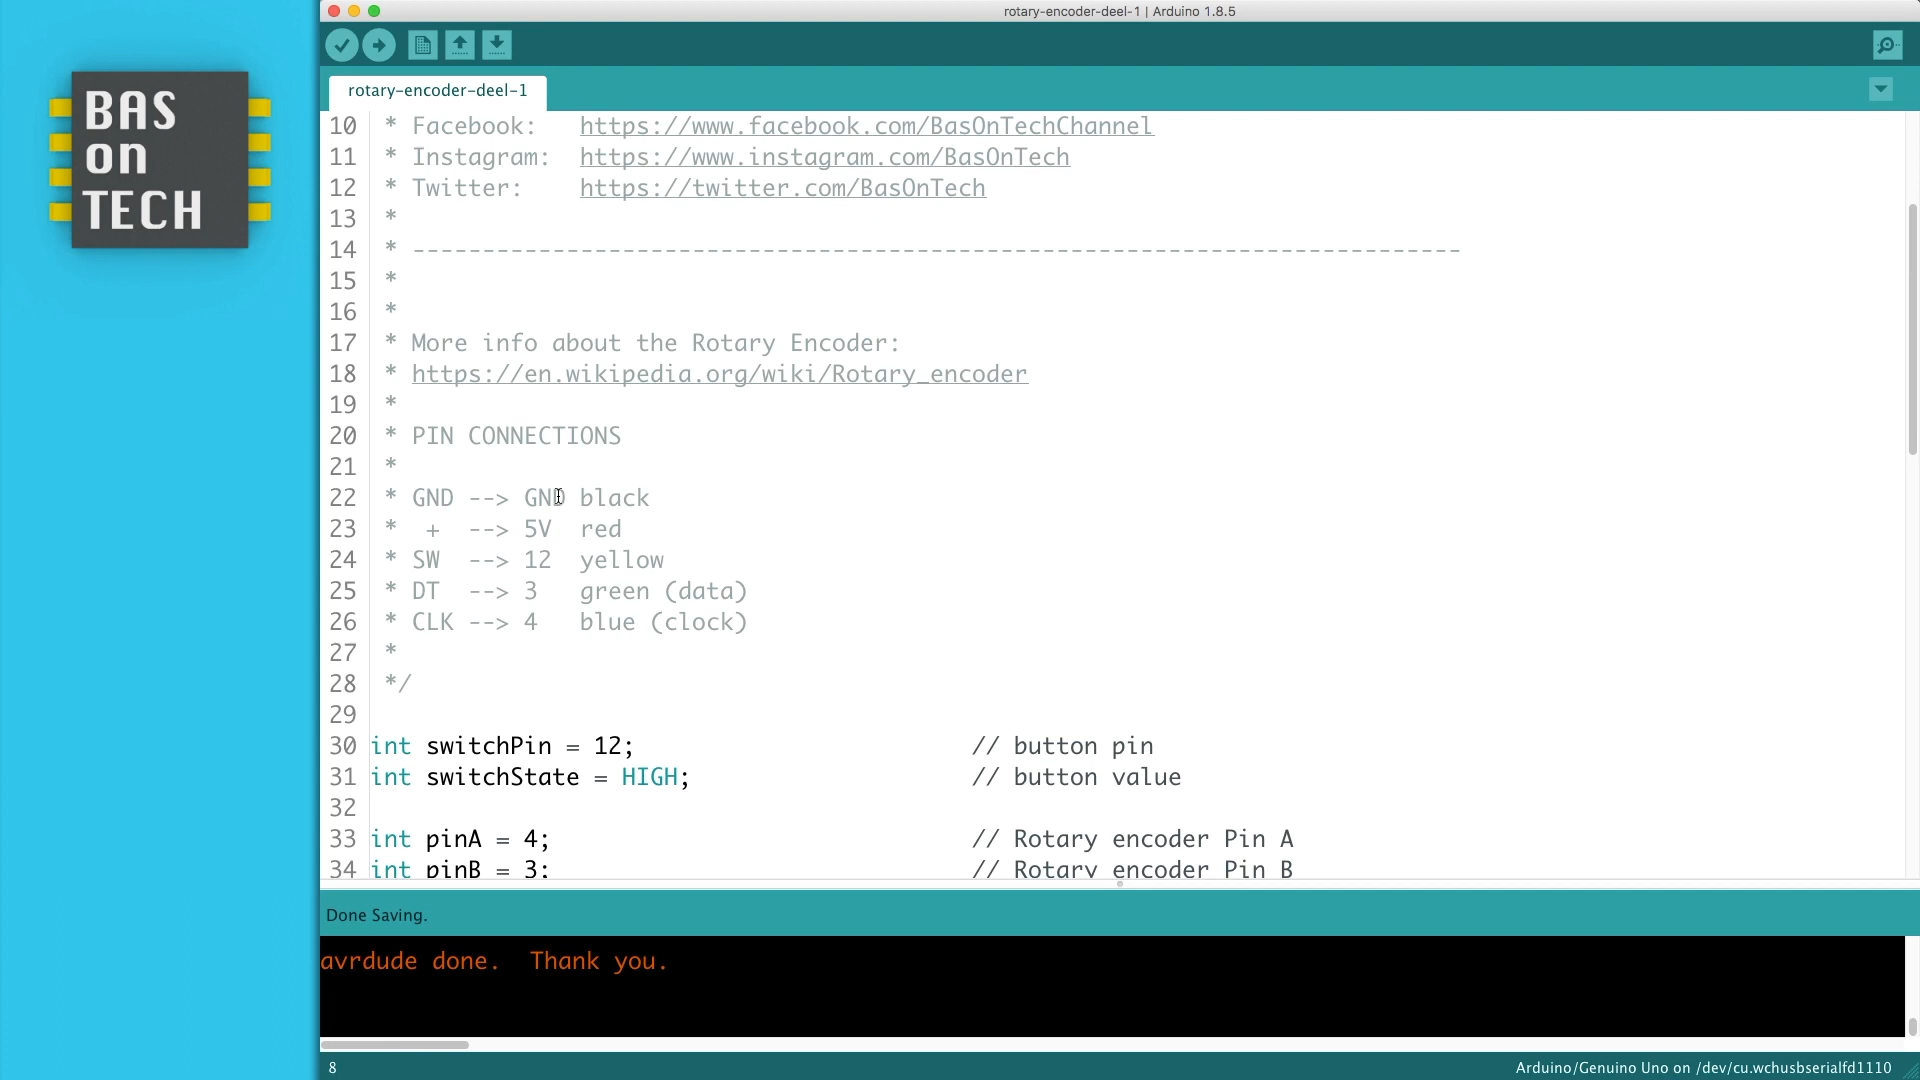 rotary-encoder-deel-1 | Arduino 1.8.5
BAS
on
TECH
rotary-encoder-deel-1
10 * Facebook: https://www.facebook.com/BasOnTechChannel
11 * Instagram: https://www.instagram.com/BasOnTech
12 * Twitter: https://twitter.com/BasOnTech
13 *
14 * ---------------------------------------------------------------------------
15 *
16 *
17 * More info about the Rotary Encoder:
18 * https://en.wikipedia.org/wiki/Rotary_encoder
19 *
20 * PIN CONNECTIONS
21 *
22 * GND --> GND black
23 * + --> 5V red
24 * SW --> 12 yellow
25 * DT --> 3 green (data)
26 * CLK --> 4 blue (clock)
27 *
28 */
29
30 int switchPin = 12; // button pin
31 int switchState = HIGH; // button value
32
33 int pinA = 4; // Rotary encoder Pin A
34 int pinB = 3; // Rotary encoder Pin B
Done Saving.
avrdude done. Thank you.
8 Arduino/Genuino Uno on /dev/cu.wchusbserialfd1110